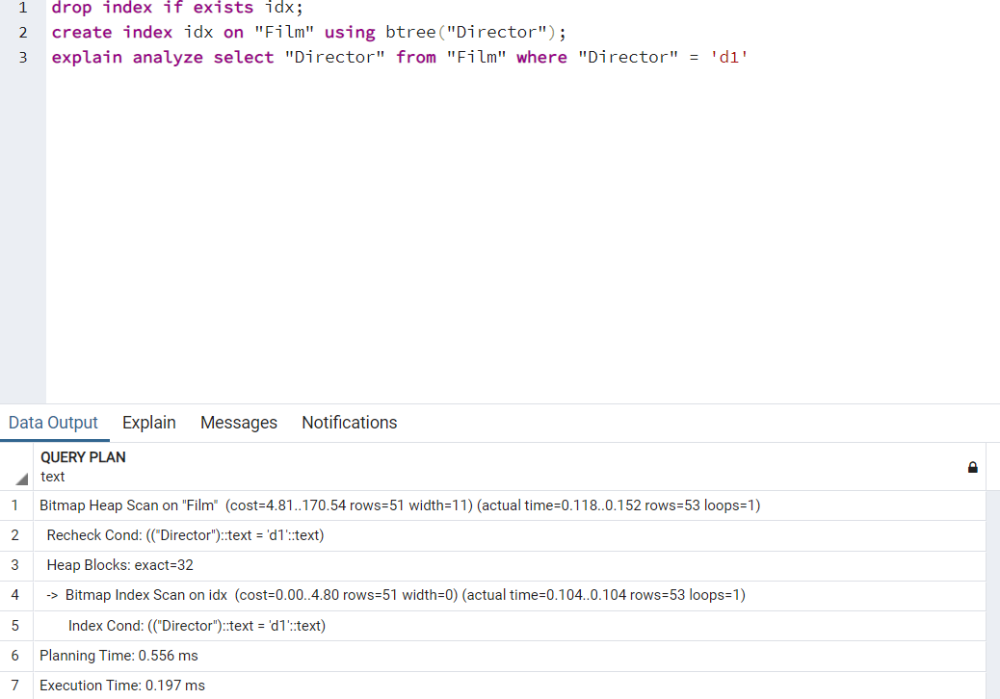 1 drop index if exists idx;
2 create index idx on "Film" using btree("Director");
3 explain analyze select "Director" from "Film" where "Director" = 'd1'
Data Output Explain Messages Notifications
QUERY PLAN
text
1 Bitmap Heap Scan on "Film" (cost=4.81..170.54 rows=51 width=11) (actual time=0.118..0.152 rows=53 loops=1)
2 Recheck Cond: (("Director")::text = 'd1'::text)
3 Heap Blocks: exact=32
4 -> Bitmap Index Scan on idx (cost=0.00..4.80 rows=51 width=0) (actual time=0.104..0.104 rows=53 loops=1)
5 Index Cond: (("Director")::text = 'd1'::text)
6 Planning Time: 0.556 ms
7 Execution Time: 0.197 ms